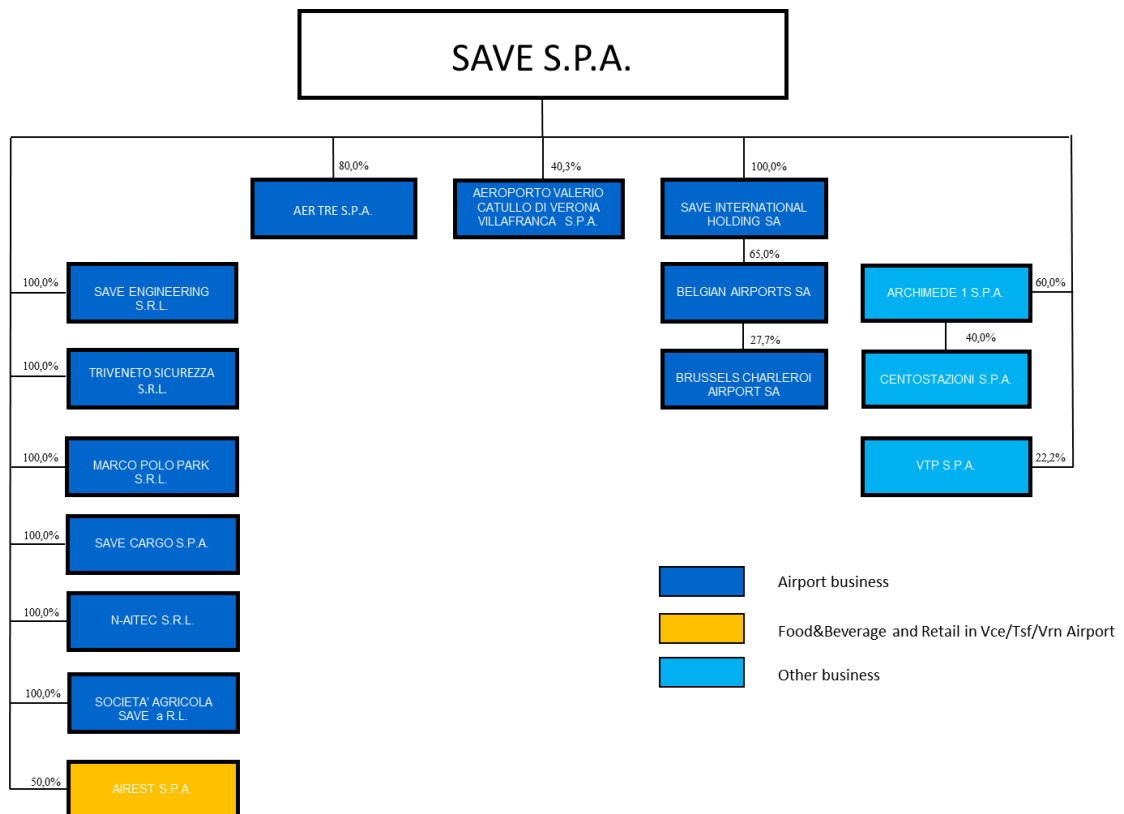 SAVE S.P.A.
80,0%
40,3%
100,0%
AER TRE S.P.A.
AEROPORTO VALERIO
CATULLO DI VERONA
VILLAFRANCA S.P.A.
SAVE INTERNATIONAL
HOLDING SA
65,0%
100,0%
SAVE ENGINEERING
S.R.L.
BELGIAN AIRPORTS SA
ARCHIMEDE 1 S.P.A.
60,0%
27,7%
40,0%
100,0%
TRIVENETO SICUREZZA
S.R.L.
BRUSSELS CHARLEROI
AIRPORT SA
CENTOSTAZIONI S.P.A.
100,0%
MARCO POLO PARK
S.R.L.
VTP S.P.A.
22,2%
100,0%
SAVE CARGO S.P.A.
100,0%
N-AITEC S.R.L.
100,0%
SOCIETA' AGRICOLA
SAVE a R.L.
50,0%
AIREST S.P.A.
Airport business
Food&Beverage and Retail in Vce/Tsf/Vrn Airport
Other business